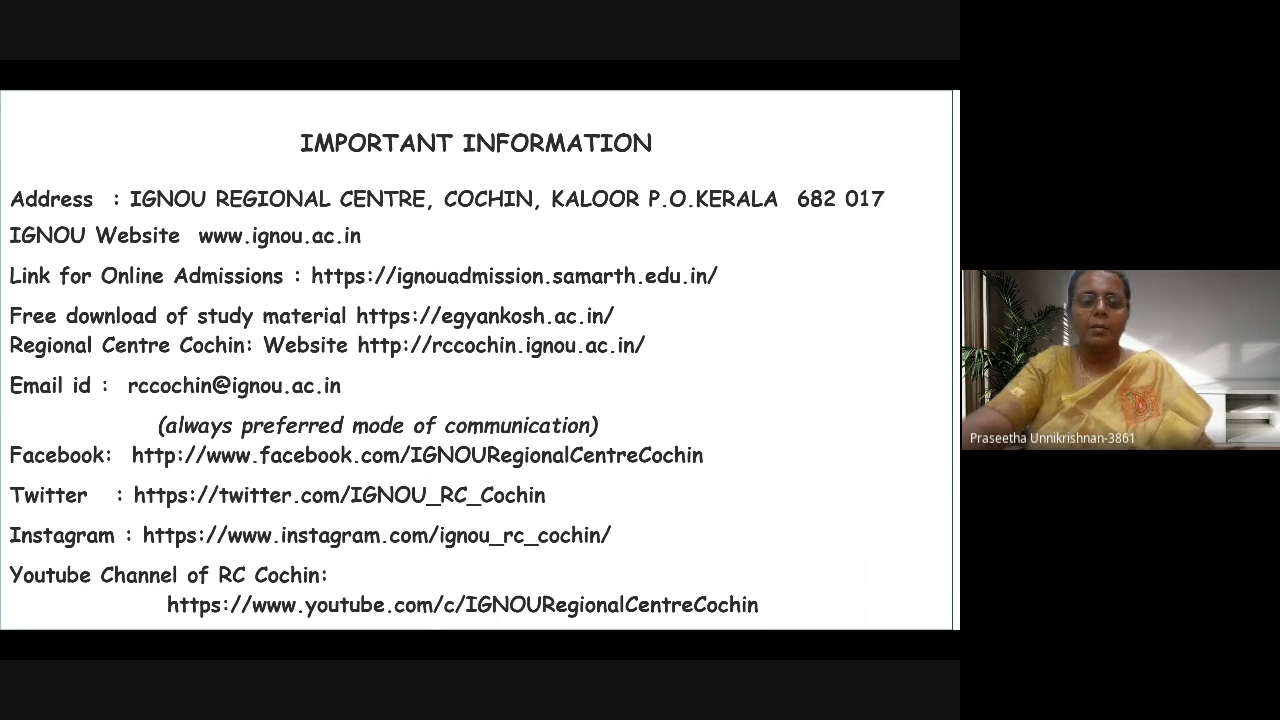 IMPORTANT INFORMATION
Address : IGNOU REGIONAL CENTRE, COCHIN, KALOOR P.O.KERALA 682 017
IGNOU Website www.ignou.ac.in
Link for Online Admissions : https://ignouadmission.samarth.edu.in/
Free download of study material https://egyankosh.ac.in/
Regional Centre Cochin: Website http://rccochin.ignou.ac.in/
Email id : rccochin@ignou.ac.in
(always preferred mode of communication)
Facebook: http://www.facebook.com/IGNOURegionalCentreCochin
Twitter : https://twitter.com/IGNOU_RC_Cochin
Instagram : https://www.instagram.com/ignou_rc_cochin/
Youtube Channel of RC Cochin:
https://www.youtube.com/c/IGNOURegionalCentreCochin
Praseetha Unnikrishnan-3861